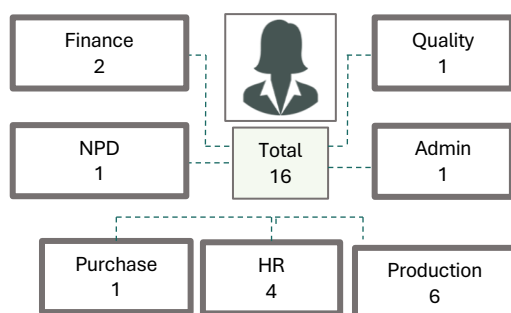 Finance
2
Quality
1
NPD
1
Total
16
Admin
1
Purchase
1
HR
4
Production
6